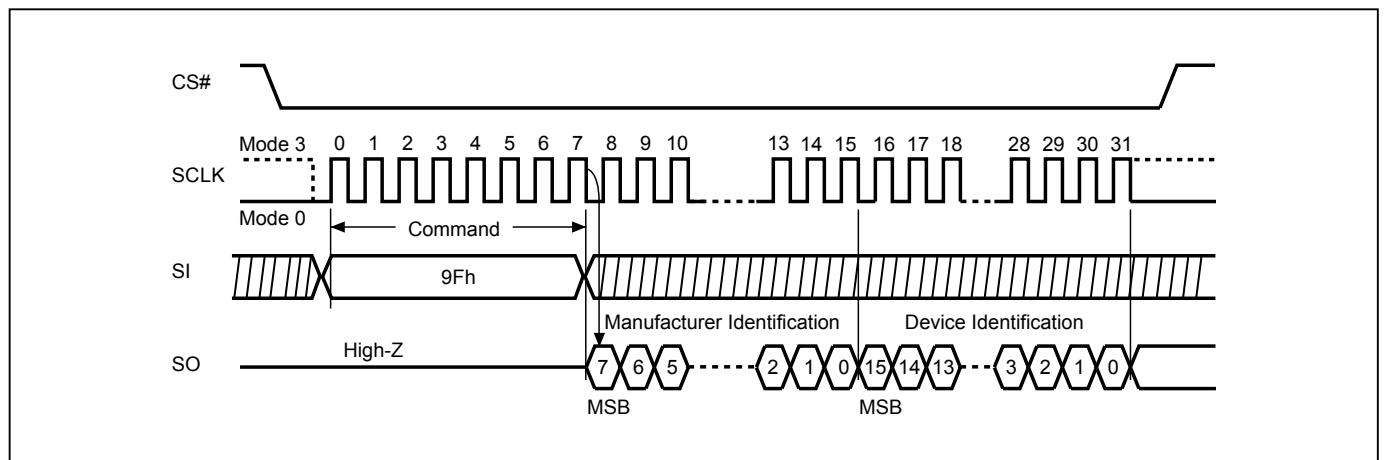 CS#
Mode 3 0 1 2 3 4 5 6 7 8 9 10 13 14 15 16 17 18 28 29 30 31
SCLK
Mode 0
Command
SI
9Fh
Manufacturer Identification Device Identification
High-Z
SO
7 6 5 2 1 0 15 14 13 3 2 1 0
MSB MSB